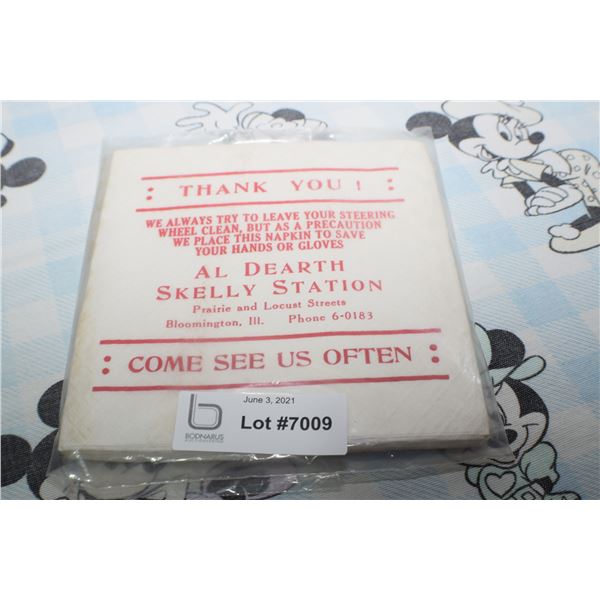 : THANK YOU ! :
WE ALWAYS TRY TO LEAVE YOUR STEERING
WHEEL CLEAN, BUT AS A PRECAUTION
WE PLACE THIS NAPKIN TO SAVE
YOUR HANDS OR GLOVES
AL DEARTH
SKELLY STATION
Prairie and Locust Streets
Bloomington, Ill. Phone 6-0183
: COME SEE US OFTEN :
June 3, 2021
Lot #7009
BODNARUS